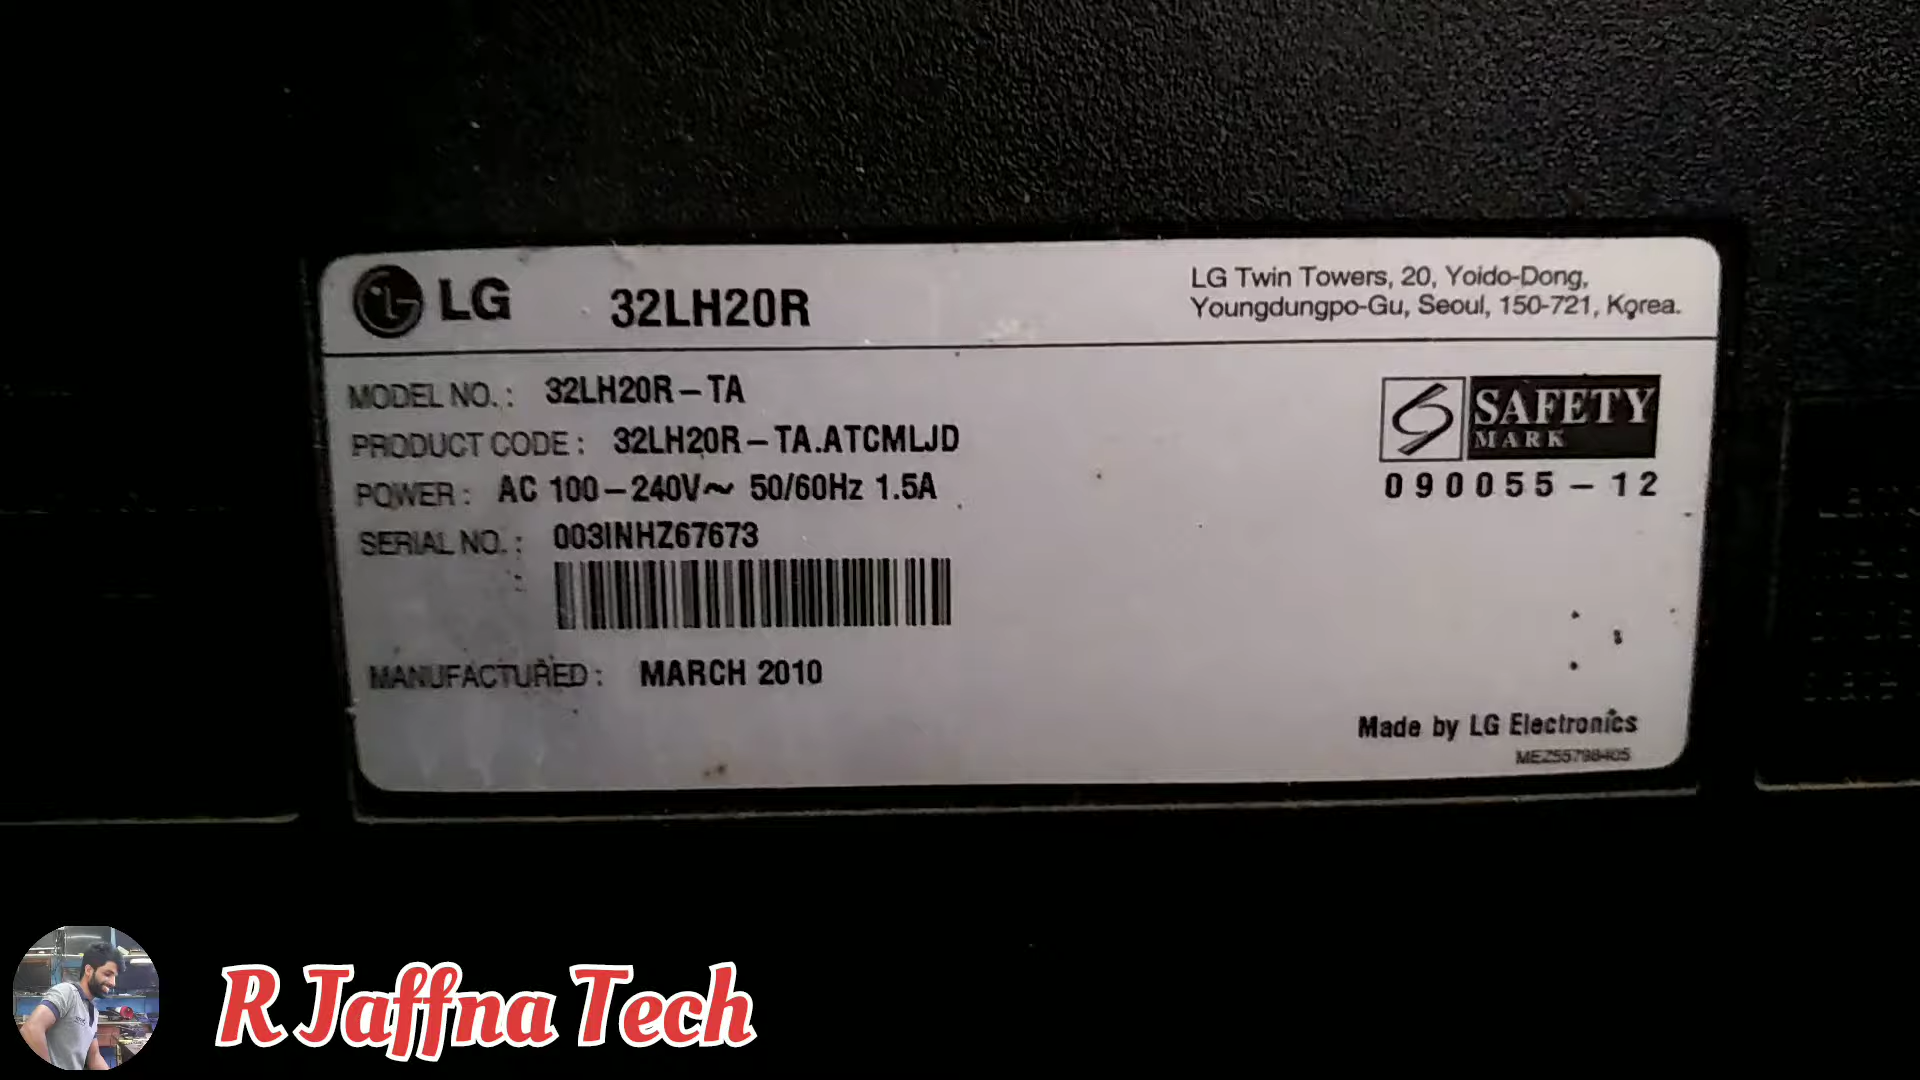 LG 32LH20R
LG Twin Towers, 20, Yoido-Dong,
Youngdungpo-Gu, Seoul, 150-721, Korea.
MODEL NO. : 32LH20R-TA
PRODUCT CODE : 32LH20R-TA.ATCMLJD
POWER : AC 100-240V~ 50/60Hz 1.5A
SERIAL NO. : 003INHZ67673
MANUFACTURED : MARCH 2010
SAFETY
MARK
090055-12
Made by LG Electronics
R Jaffna Tech